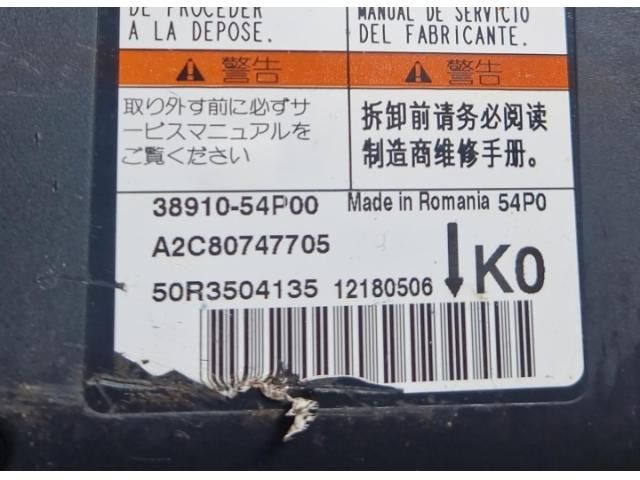 DE PROCÉDER
À LA DEPOSE.
MANUAL DE SERVICIO
DEL FABRICANTE.
警告
警告
取り外す前に必ずサ
ービスマニュアルを
ご覧ください
拆卸前请务必阅读
制造商维修手册。
38910-54P00 Made in Romania 54P0
A2C80747705
50R3504135 12180506
K0